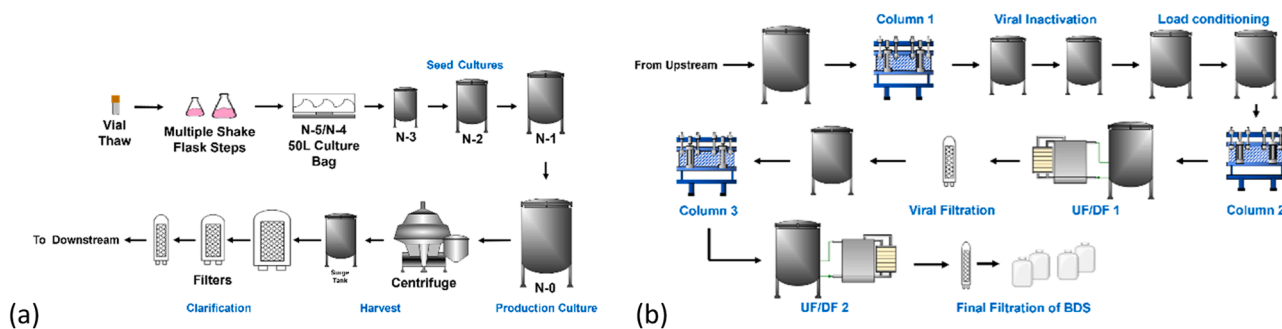 Seed Cultures
Vial
Thaw
Multiple Shake
Flask Steps
N-5/N-4
50L Culture
Bag
N-3
N-2
N-1
To Downstream
Filters
Surge
Tank
Centrifuge
N-0
Clarification
Harvest
Production Culture
(a)
Column 1
Viral Inactivation
Load conditioning
From Upstream
Column 3
Viral Filtration
UF/DF 1
Column 2
UF/DF 2
Final Filtration of BDS
(b)